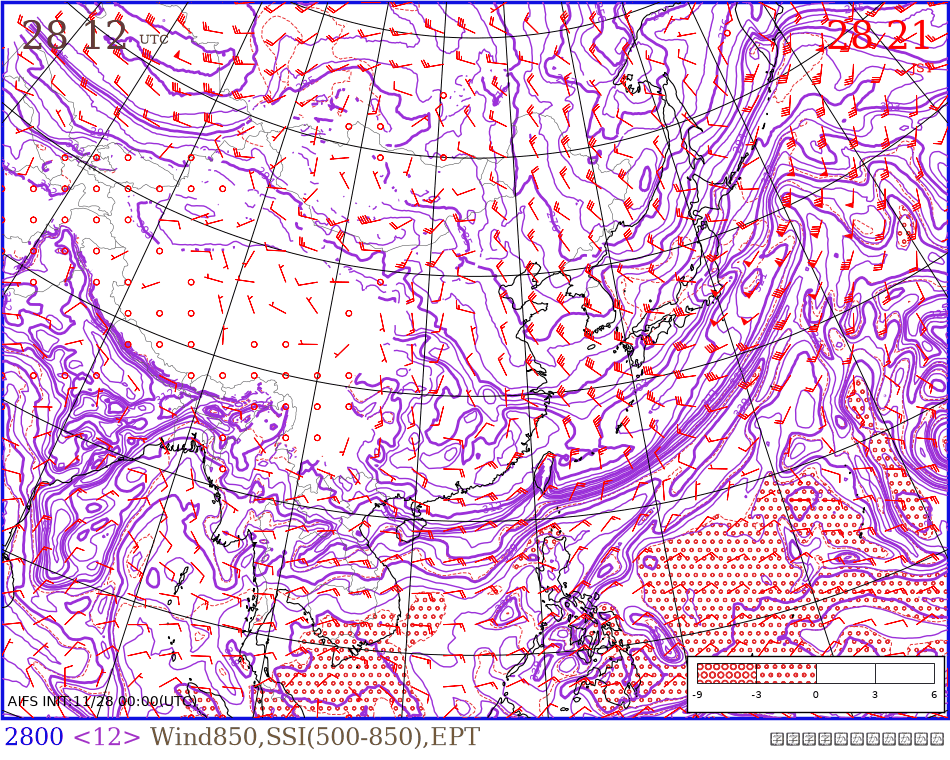 28 12 UTC
28 21
JST
AIFS INIT:11/28 00:00(UTC)
-9 -3 0 3 6
2800 <12> Wind850,SSI(500-850),EPT